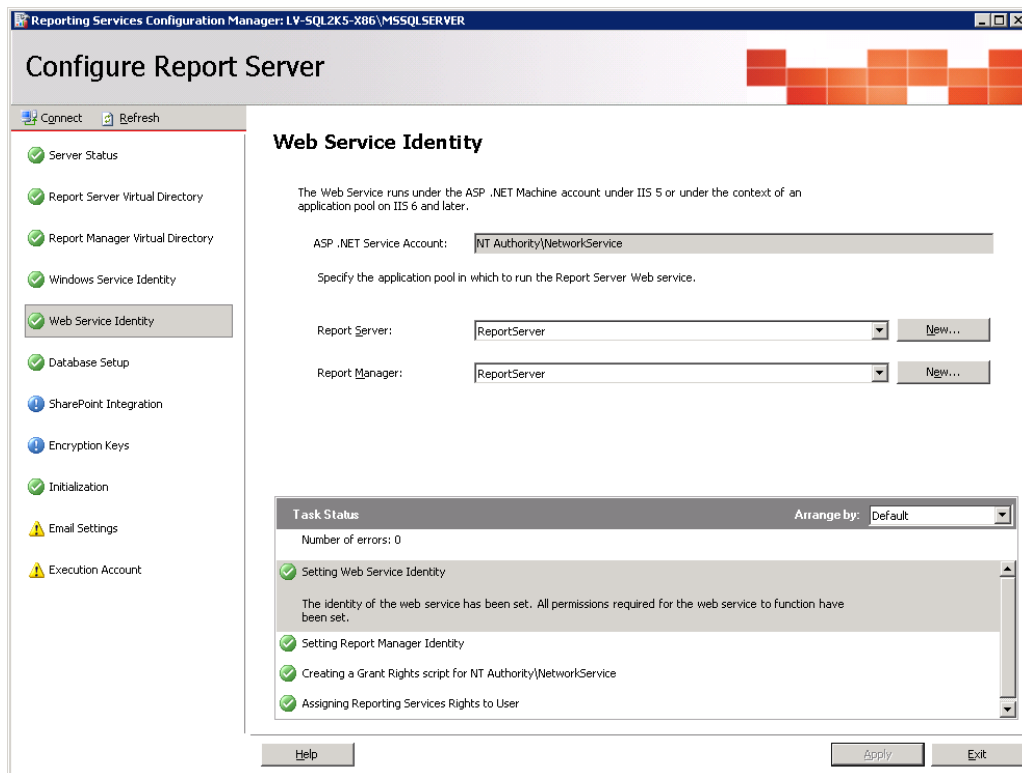 Reporting Services Configuration Manager: LV-SQL2K5-X86\MSSQLSERVER
Configure Report Server
Connect Refresh
Server Status
Report Server Virtual Directory
Report Manager Virtual Directory
Windows Service Identity
Web Service Identity
Database Setup
SharePoint Integration
Encryption Keys
Initialization
Email Settings
Execution Account
Web Service Identity
The Web Service runs under the ASP .NET Machine account under IIS 5 or under the context of an
application pool on IIS 6 and later.
ASP .NET Service Account: NT Authority\NetworkService
Specify the application pool in which to run the Report Server Web service.
Report Server: ReportServer New...
Report Manager: ReportServer New...
Task Status Arrange by: Default
Number of errors: 0
Setting Web Service Identity
The identity of the web service has been set. All permissions required for the web service to function have
been set.
Setting Report Manager Identity
Creating a Grant Rights script for NT Authority\NetworkService
Assigning Reporting Services Rights to User
Help Apply Exit